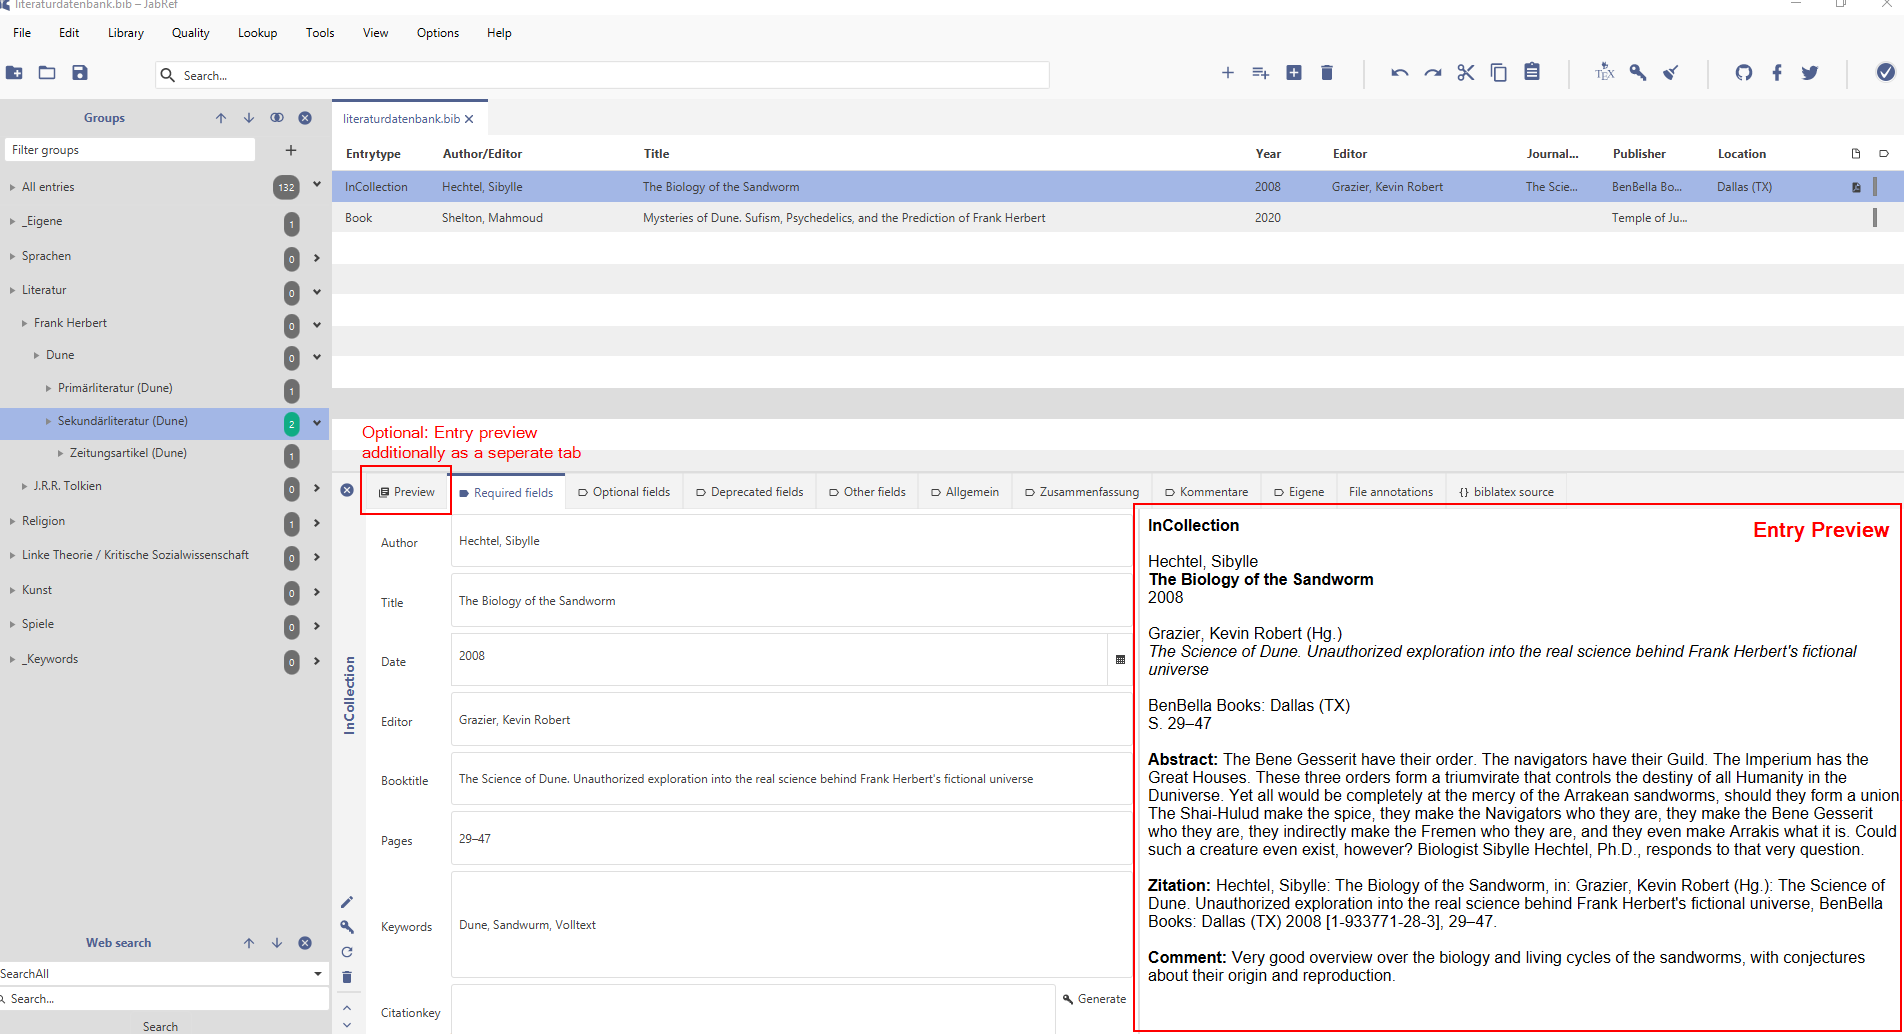 literaturdatenbank.bib – JabRef
File Edit Library Quality Lookup Tools View Options Help
Search...
TEX
Groups
Filter groups
All entries 132
_Eigene 1
Sprachen 0
Literatur 0
Frank Herbert 0
Dune 0
Primärliteratur (Dune) 1
Sekundärliteratur (Dune) 2
Zeitungsartikel (Dune) 1
J.R.R. Tolkien 0
Religion 1
Linke Theorie / Kritische Sozialwissenschaft 0
Kunst 0
Spiele 0
_Keywords 0
Web search
SearchAll
Search...
Search
literaturdatenbank.bib
Entrytype Author/Editor Title Year Editor Journal... Publisher Location
InCollection Hechtel, Sibylle The Biology of the Sandworm 2008 Grazier, Kevin Robert The Scie... BenBella Bo... Dallas (TX)
Book Shelton, Mahmoud Mysteries of Dune. Sufism, Psychedelics, and the Prediction of Frank Herbert 2020 Temple of Ju...
Optional: Entry preview
additionally as a seperate tab
Preview Required fields Optional fields Deprecated fields Other fields Allgemein Zusammenfassung Kommentare Eigene File annotations {} biblatex source
InCollection
Author Hechtel, Sibylle
Title The Biology of the Sandworm
Date 2008
Editor Grazier, Kevin Robert
Booktitle The Science of Dune. Unauthorized exploration into the real science behind Frank Herbert's fictional universe
Pages 29–47
Keywords Dune, Sandwurm, Volltext
Citationkey Generate
Entry Preview
InCollection
Hechtel, Sibylle
The Biology of the Sandworm
2008
Grazier, Kevin Robert (Hg.)
The Science of Dune. Unauthorized exploration into the real science behind Frank Herbert's fictional
universe
BenBella Books: Dallas (TX)
S. 29–47
Abstract: The Bene Gesserit have their order. The navigators have their Guild. The Imperium has the
Great Houses. These three orders form a triumvirate that controls the destiny of all Humanity in the
Duniverse. Yet all would be completely at the mercy of the Arrakean sandworms, should they form a union
The Shai-Hulud make the spice, they make the Navigators who they are, they make the Bene Gesserit
who they are, they indirectly make the Fremen who they are, and they even make Arrakis what it is. Could
such a creature even exist, however? Biologist Sibylle Hechtel, Ph.D., responds to that very question.
Zitation: Hechtel, Sibylle: The Biology of the Sandworm, in: Grazier, Kevin Robert (Hg.): The Science of
Dune. Unauthorized exploration into the real science behind Frank Herbert's fictional universe, BenBella
Books: Dallas (TX) 2008 [1-933771-28-3], 29–47.
Comment: Very good overview over the biology and living cycles of the sandworms, with conjectures
about their origin and reproduction.